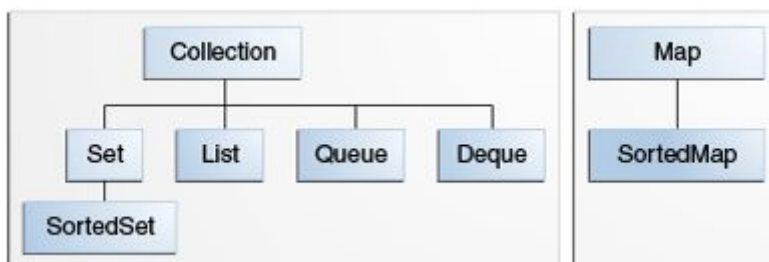 Collection
Map
Set
List
Queue
Deque
SortedMap
SortedSet